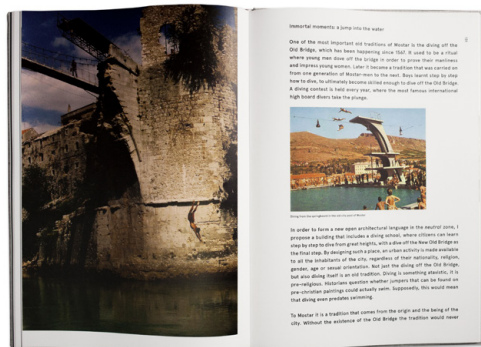 Immortal moments: a jump into the water
One of the most important old traditions of Mostar is the diving off the
Old Bridge, which has been happening since 1567. It used to be a ritual
where young men dove off the bridge in order to prove their manliness
and impress young women. Later it became a tradition that was carried on
from one generation of Mostar-men to the next. Boys learnt step by step
how to dive, to ultimately become skilled enough to dive off the Old Bridge.
A diving contest is held every year, where the most famous international
high board divers take the plunge.
In order to form a new open architectural language in the neutral zone, I
propose a building that includes a diving school, where citizens can learn
step by step to dive from great heights, with a dive off the New Old Bridge as
the final step. By designing such a place, an urban activity is made available
to all the inhabitants of the city, regardless of their nationality, religion,
gender, age or sexual orientation. Not just the diving off the Old Bridge,
but also diving itself is an old tradition. Diving is something atavistic, it is
pre-religious. Historians question whether jumpers that can be found on
pre-christian paintings could actually swim. Supposedly, this would mean
that diving even predates swimming.
To Mostar it is a tradition that comes from the origin and the being of the
city. Without the existence of the Old Bridge the tradition would never